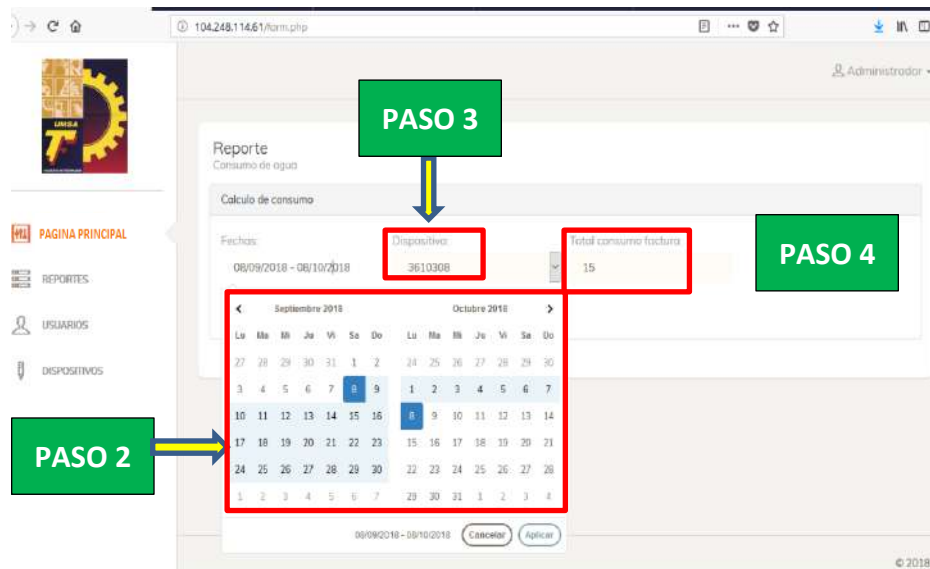 104.248.114.61/form.php
Administrador
UMSA
PASO 3
Reporte
Consumo de agua
Calculo de consumo
PAGINA PRINCIPAL
REPORTES
USUARIOS
DISPOSITIVOS
Fechas: Dispositivo: Total consumo factura:
08/09/2018 - 08/10/2018 3610308 15
PASO 4
Septiembre 2018 Octubre 2018
Lu Ma Mi Ju Vi Sa Do Lu Ma Mi Ju Vi Sa Do
27 28 29 30 31 1 2 24 25 26 27 28 29 30
3 4 5 6 7 8 9 1 2 3 4 5 6 7
10 11 12 13 14 15 16 8 9 10 11 12 13 14
17 18 19 20 21 22 23 15 16 17 18 19 20 21
24 25 26 27 28 29 30 22 23 24 25 26 27 28
1 2 3 4 5 6 7 29 30 31 1 2 3 4
PASO 2
08/09/2018 - 08/10/2018 Cancelar Aplicar
© 2018